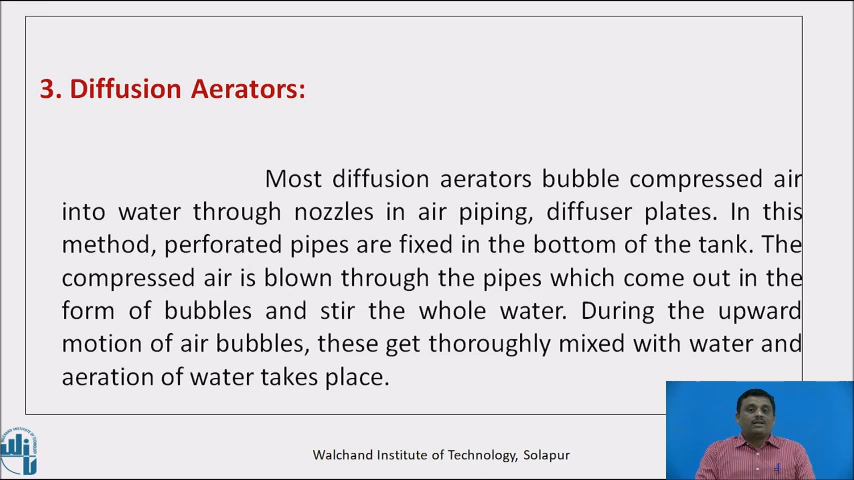 3. Diffusion Aerators:
Most diffusion aerators bubble compressed air
into water through nozzles in air piping, diffuser plates. In this
method, perforated pipes are fixed in the bottom of the tank. The
compressed air is blown through the pipes which come out in the
form of bubbles and stir the whole water. During the upward
motion of air bubbles, these get thoroughly mixed with water and
aeration of water takes place.
Walchand Institute of Technology, Solapur